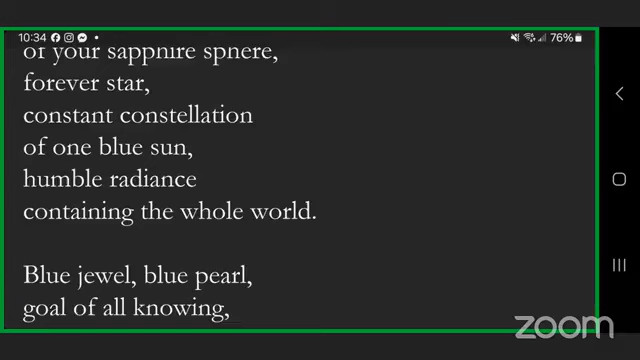 10:34
76%
of your sapphire sphere,
forever star,
constant constellation
of one blue sun,
humble radiance
containing the whole world.
Blue jewel, blue pearl,
goal of all knowing,
zoom